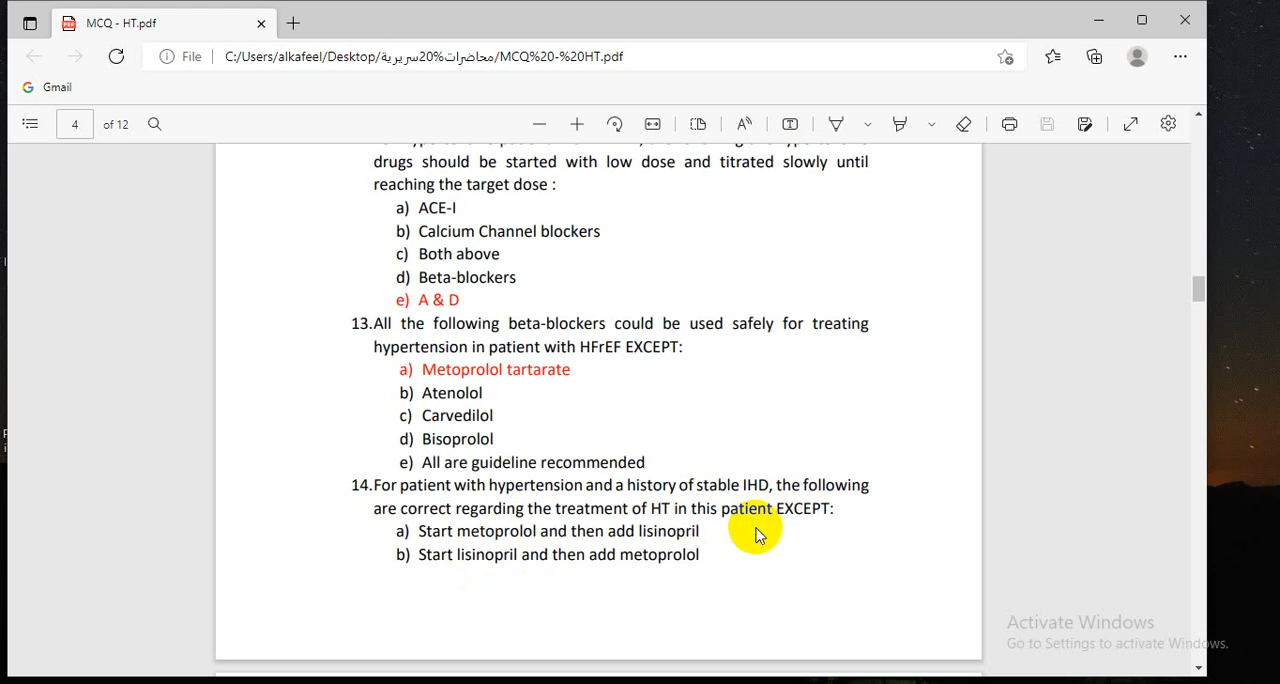 MCQ - HT.pdf
File
C:/Users/alkafeel/Desktop/محاضرات%20سريرية/MCQ%20-%20HT.pdf
Gmail
4 of 12
drugs should be started with low dose and titrated slowly until
reaching the target dose :
a) ACE-I
b) Calcium Channel blockers
c) Both above
d) Beta-blockers
e) A & D
13.All the following beta-blockers could be used safely for treating
hypertension in patient with HFrEF EXCEPT:
a) Metoprolol tartarate
b) Atenolol
c) Carvedilol
d) Bisoprolol
e) All are guideline recommended
14.For patient with hypertension and a history of stable IHD, the following
are correct regarding the treatment of HT in this patient EXCEPT:
a) Start metoprolol and then add lisinopril
b) Start lisinopril and then add metoprolol
Activate Windows
Go to Settings to activate Windows.